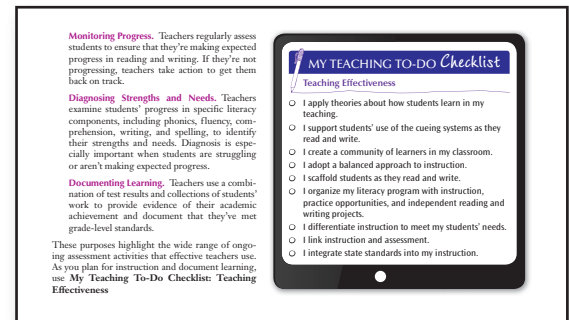 Monitoring Progress. Teachers regularly assess
students to ensure that they're making expected
progress in reading and writing. If they're not
progressing, teachers take action to get them
back on track.
Diagnosing Strengths and Needs. Teachers
examine students' progress in specific literacy
components, including phonics, fluency, com-
prehension, writing, and spelling, to identify
their strengths and needs. Diagnosis is espe-
cially important when students are struggling
or aren't making expected progress.
Documenting Learning. Teachers use a combi-
nation of test results and collections of students'
work to provide evidence of their academic
achievement and document that they've met
grade-level standards.
These purposes highlight the wide range of ongo-
ing assessment activities that effective teachers use.
As you plan for instruction and document learning,
use My Teaching To-Do Checklist: Teaching
Effectiveness
MY TEACHING TO-DO Checklist
Teaching Effectiveness
I apply theories about how students learn in my
teaching.
I support students' use of the cueing systems as they
read and write.
I create a community of learners in my classroom.
I adopt a balanced approach to instruction.
I scaffold students as they read and write.
I organize my literacy program with instruction,
practice opportunities, and independent reading and
writing projects.
I differentiate instruction to meet my students' needs.
I link instruction and assessment.
I integrate state standards into my instruction.